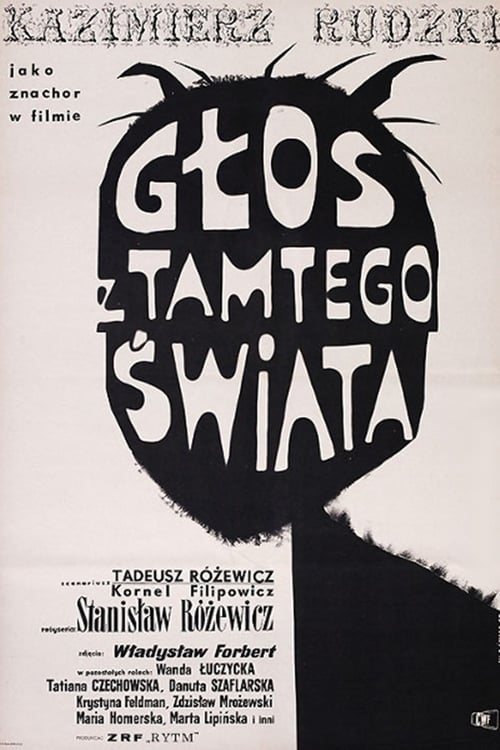 KAZIMIERZ RUDZKI
jako
znachor
w filmie
GŁOS
Z TAMTEGO
ŚWiATA
scenariusz TADEUSZ RÓŻEWICZ
Kornel Filipowicz
reżyseria: Stanisław Różewicz
zdjęcia: Władysław Forbert
w pozostałych rolach: Wanda ŁUCZYCKA
Tatiana CZECHOWSKA, Danuta SZAFLARSKA
Krystyna Feldman, Zdzisław Mrożewski
Maria Homerska, Marta Lipińska i inni
PRODUKCJA: ZRF „RYTM"
CWF